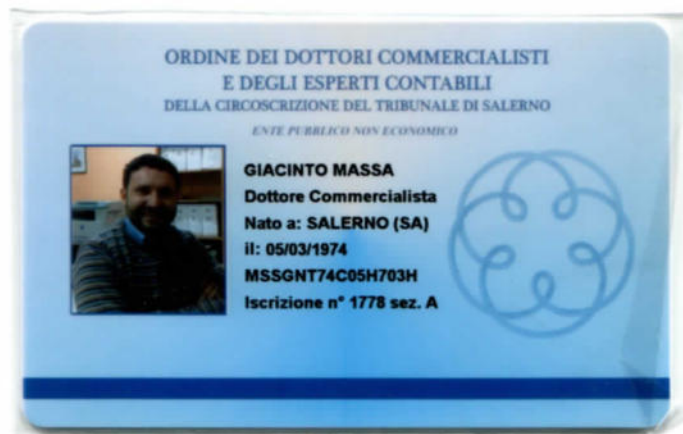 ORDINE DEI DOTTORI COMMERCIALISTI
E DEGLI ESPERTI CONTABILI
DELLA CIRCOSCRIZIONE DEL TRIBUNALE DI SALERNO
ENTE PUBBLICO NON ECONOMICO
GIACINTO MASSA
Dottore Commercialista
Nato a: SALERNO (SA)
il: 05/03/1974
MSSGNT74C05H703H
Iscrizione n° 1778 sez. A